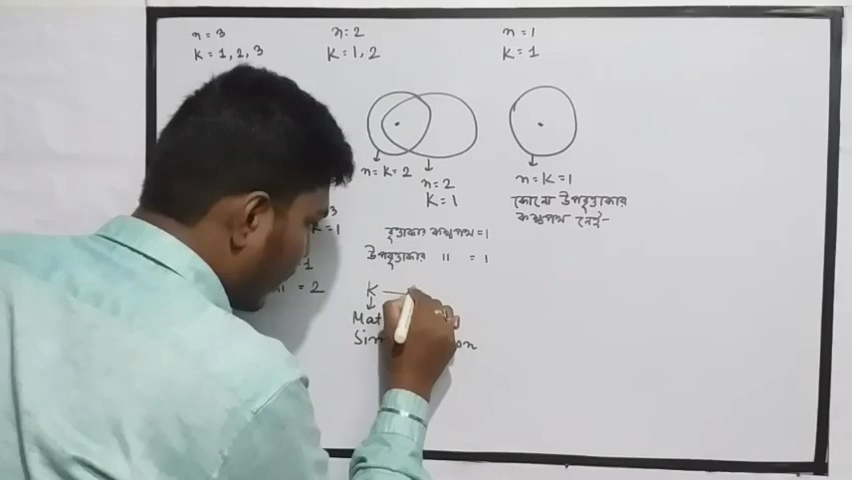 n = 3
K = 1, 2, 3
n = 2
K = 1, 2
n = 1
K = 1
n = K = 2
n = 2
K = 1
n = K = 1
কোনো উপবৃত্তাকার
কক্ষপথ নেই-
3
K = 1
= 1
= 2
বৃত্তাকার কক্ষপথ = 1
উপবৃত্তাকার 11 = 1
K